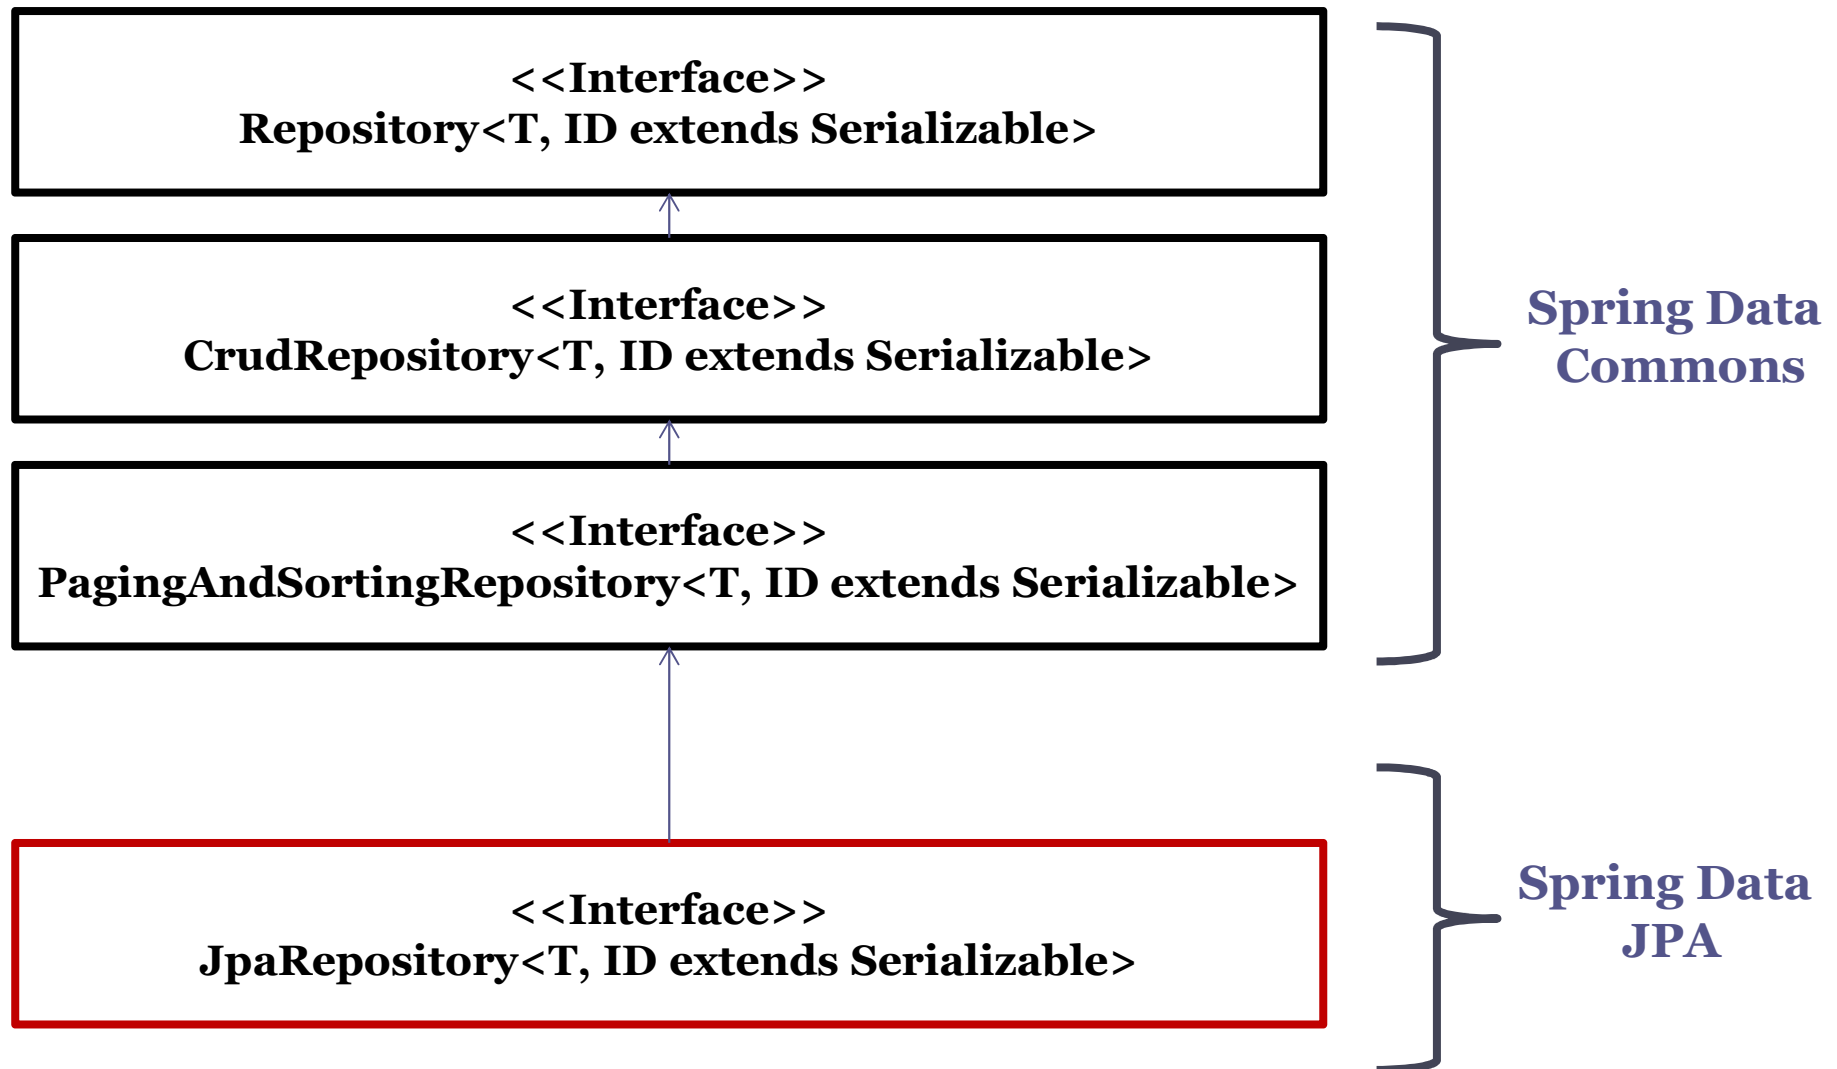 <<Interface>>
Repository<T, ID extends Serializable>
<<Interface>>
CrudRepository<T, ID extends Serializable>
<<Interface>>
PagingAndSortingRepository<T, ID extends Serializable>
Spring Data
Commons
<<Interface>>
JpaRepository<T, ID extends Serializable>
Spring Data
JPA